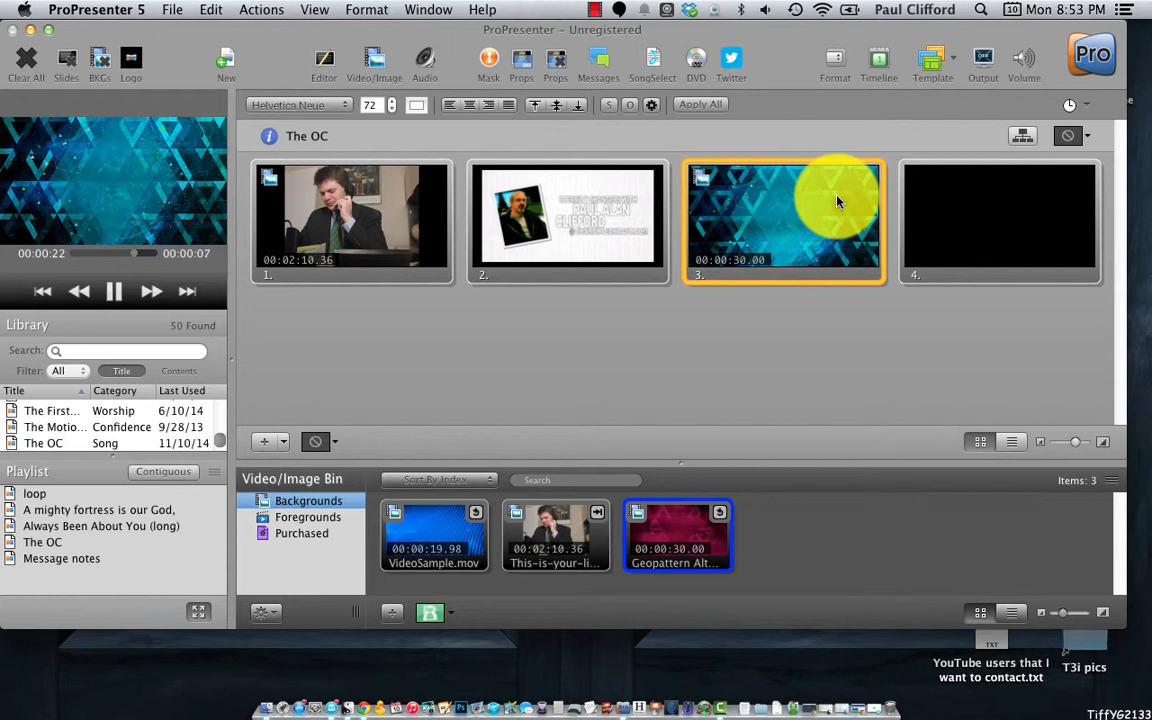 ProPresenter 5 File Edit Actions View Format Window Help 10 Mon 8:53 PM Paul Clifford
ProPresenter – Unregistered
Clear All Slides BKGs Logo New Editor Video/Image Audio Mask Props Props Messages SongSelect DVD Twitter Format Timeline Template Output Volume
Pro
Helvetica Neue 72 S O Apply All
The OC
00:02:10.36
1.
PAUL ALAN
CLIFFORD
2.
00:00:30.00
3.
4.
00:00:22 00:00:07
Library 50 Found
Search:
Filter: All Title Contents
Title Category Last Used
The First... Worship 6/10/14
The Motio... Confidence 9/28/13
The OC Song 11/10/14
Playlist Contiguous
loop
A mighty fortress is our God,
Always Been About You (long)
The OC
Message notes
Video/Image Bin Sort By Index Search Items: 3
Backgrounds
Foregrounds
Purchased
00:00:19.98
VideoSample.mov
00:02:10.36
This-is-your-li...
00:00:30.00
Geopattern Alt...
TXT
YouTube users that I
want to contact.txt
T3i pics
Tiffy62133